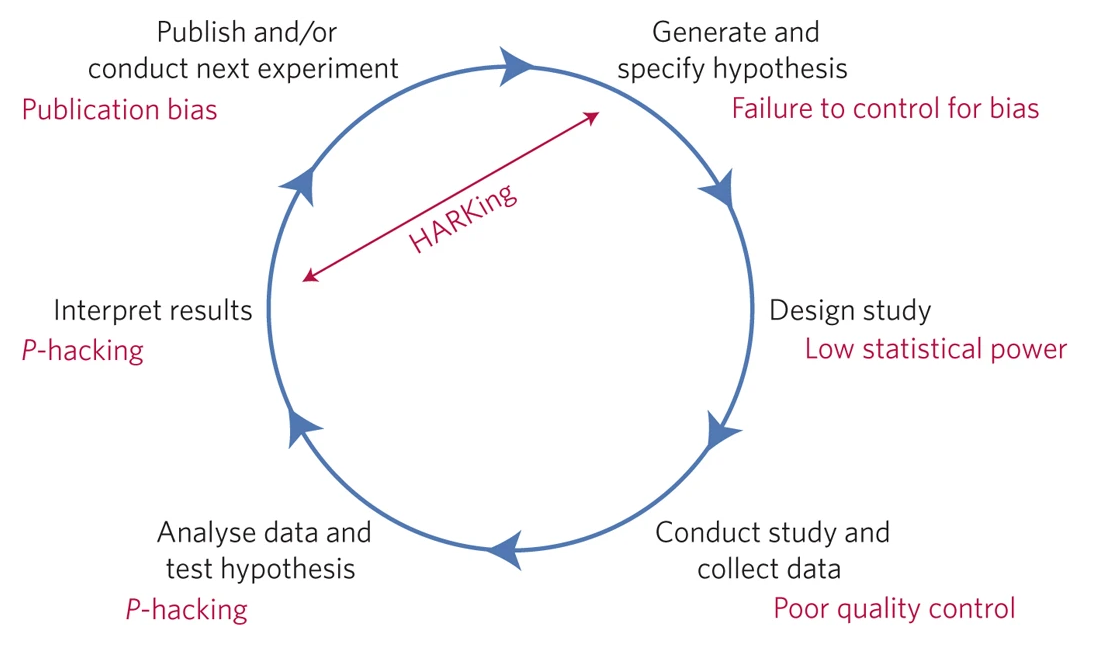 Publish and/or
conduct next experiment
Publication bias
Generate and
specify hypothesis
Failure to control for bias
HARKing
Interpret results
P-hacking
Design study
Low statistical power
Analyse data and
test hypothesis
P-hacking
Conduct study and
collect data
Poor quality control